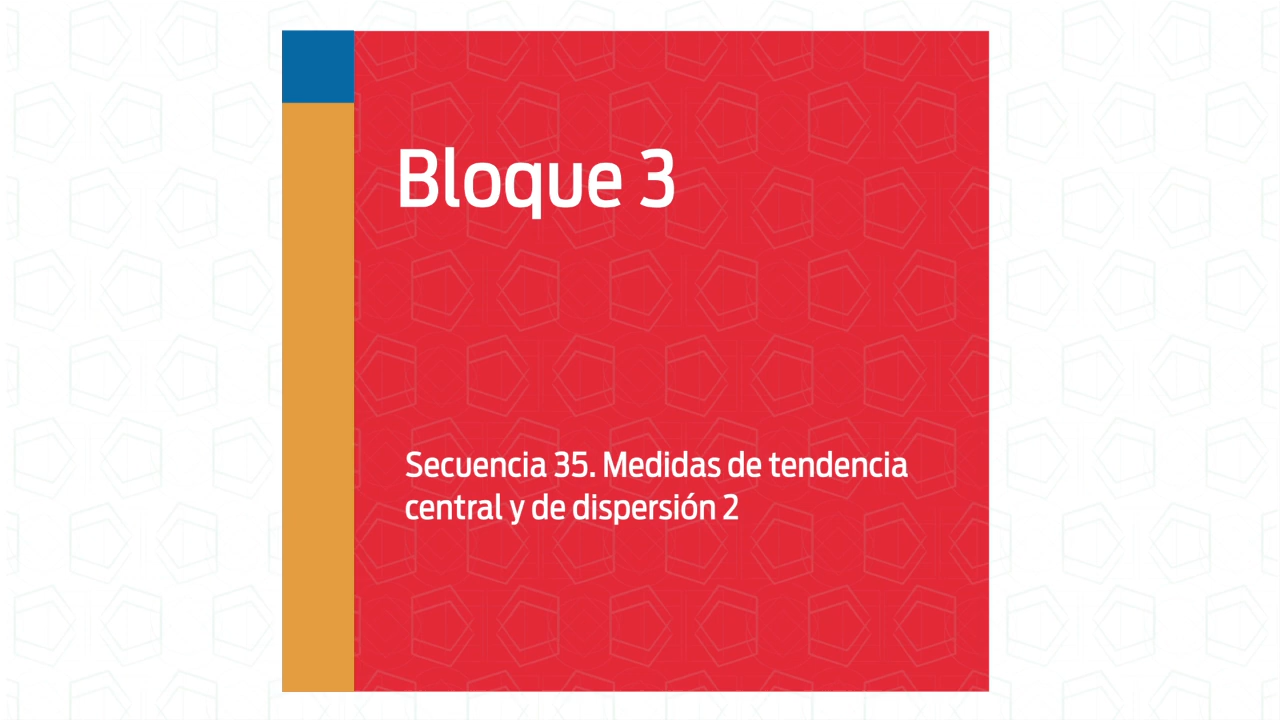 Bloque 3
Secuencia 35. Medidas de tendencia
central y de dispersión 2